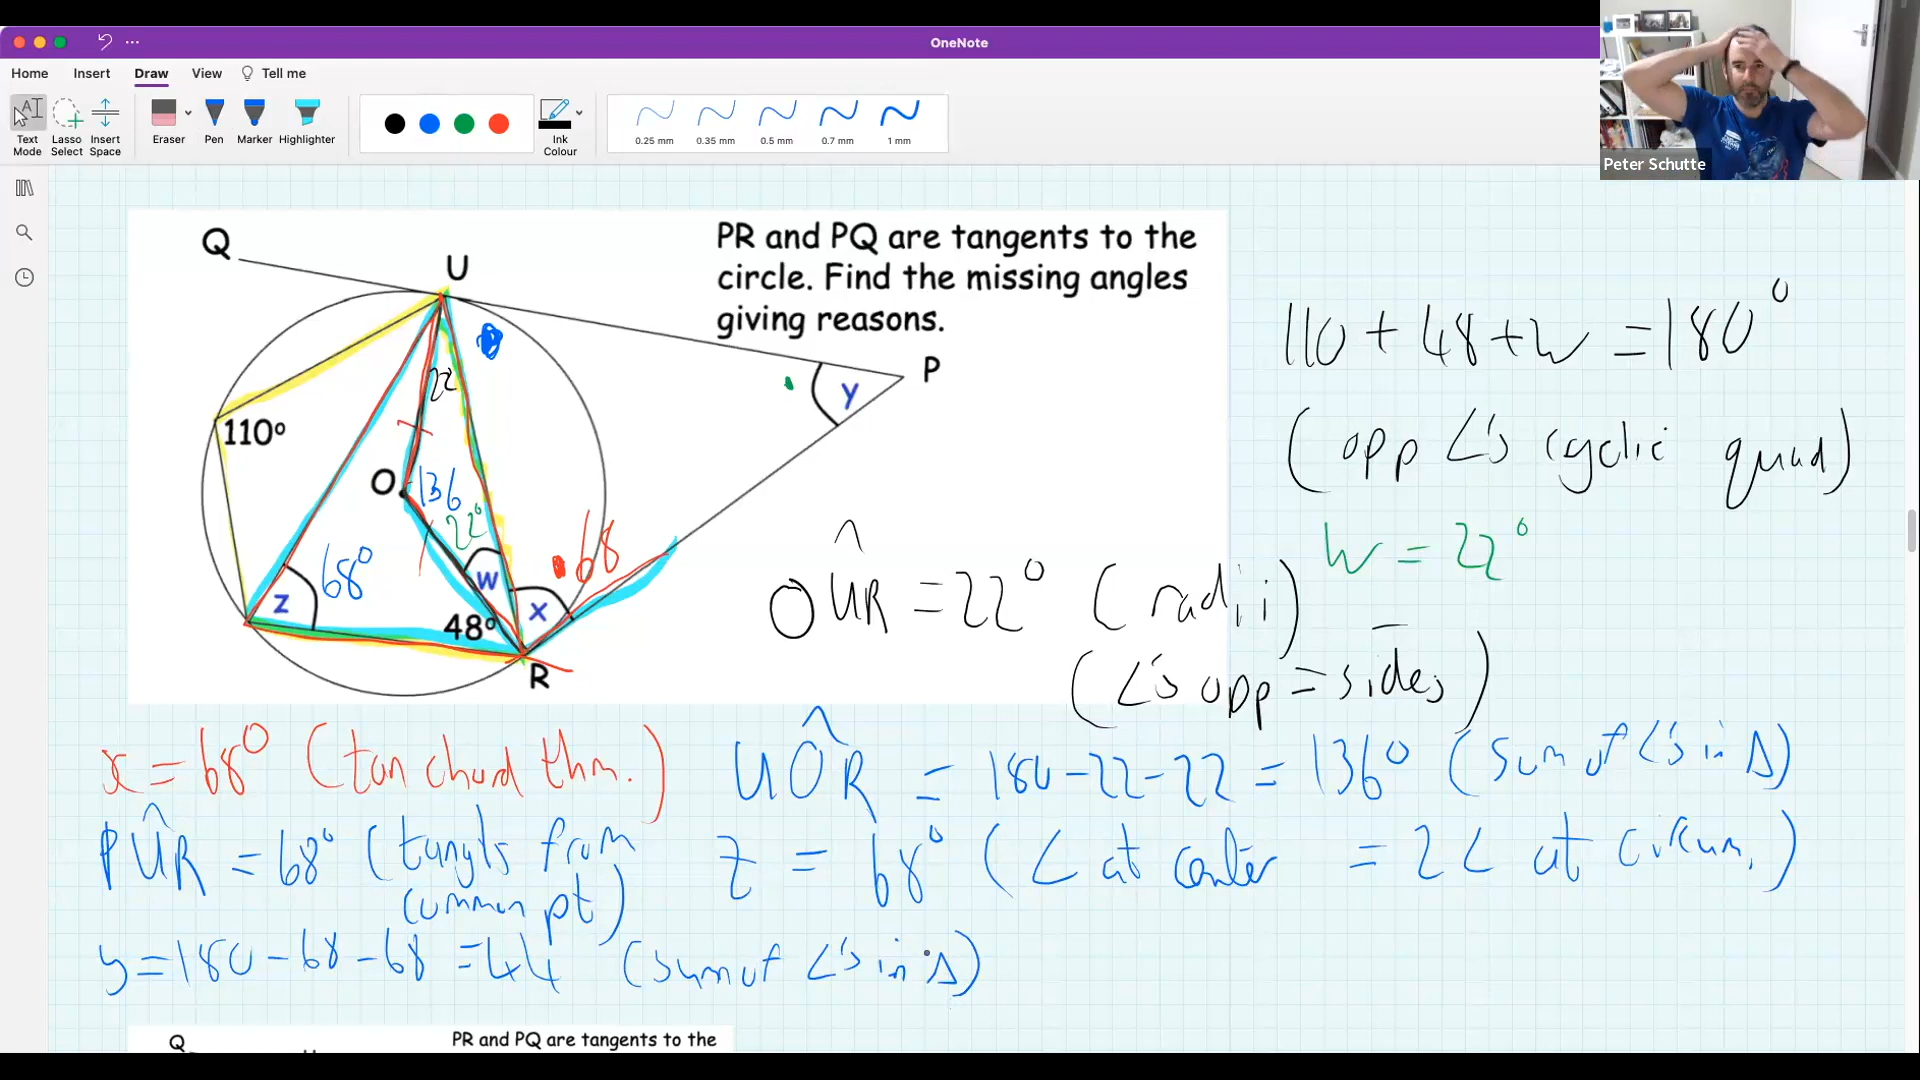 OneNote
Home Insert Draw View Tell me
Text Mode
Lasso Select
Insert Space
Eraser
Pen
Marker
Highlighter
Ink Colour
0.25 mm 0.35 mm 0.5 mm 0.7 mm 1 mm
Peter Schutte
PR and PQ are tangents to the
circle. Find the missing angles
giving reasons.
Q
U
P
y
22
110°
O
136
22°
68
68°
z
w
x
48°
R
110 + 48 + w = 180°
(opp ∠'s cyclic quad)
w = 22°
OÛR = 22° (radii)
(∠'s opp = sides)
x = 68° (tan chord thm.)
PÛR = 68° (tangts from
common pt)
y = 180 - 68 - 68 = 44 (sum of ∠'s in Δ)
UÔR = 180 - 22 - 22 = 136° (sum of ∠'s in Δ)
z = 68° (∠ at center = 2∠ at circum.)
Q
PR and PQ are tangents to the